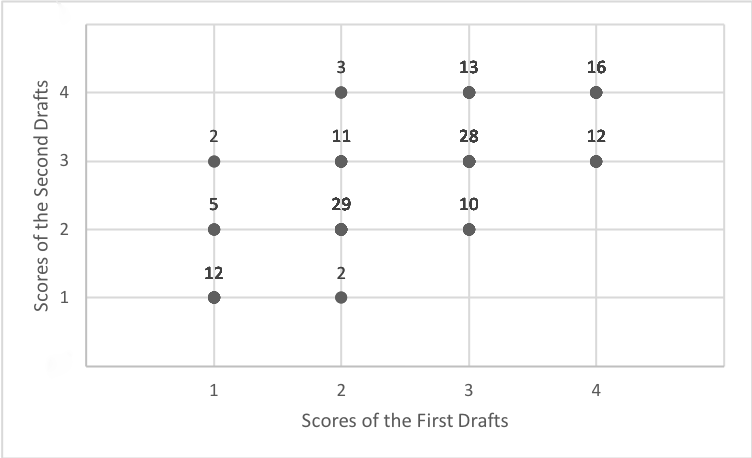 3 13 16
4
2 11 28 12
3
5 29 10
2
12 2
1
Scores of the Second Drafts
1 2 3 4
Scores of the First Drafts